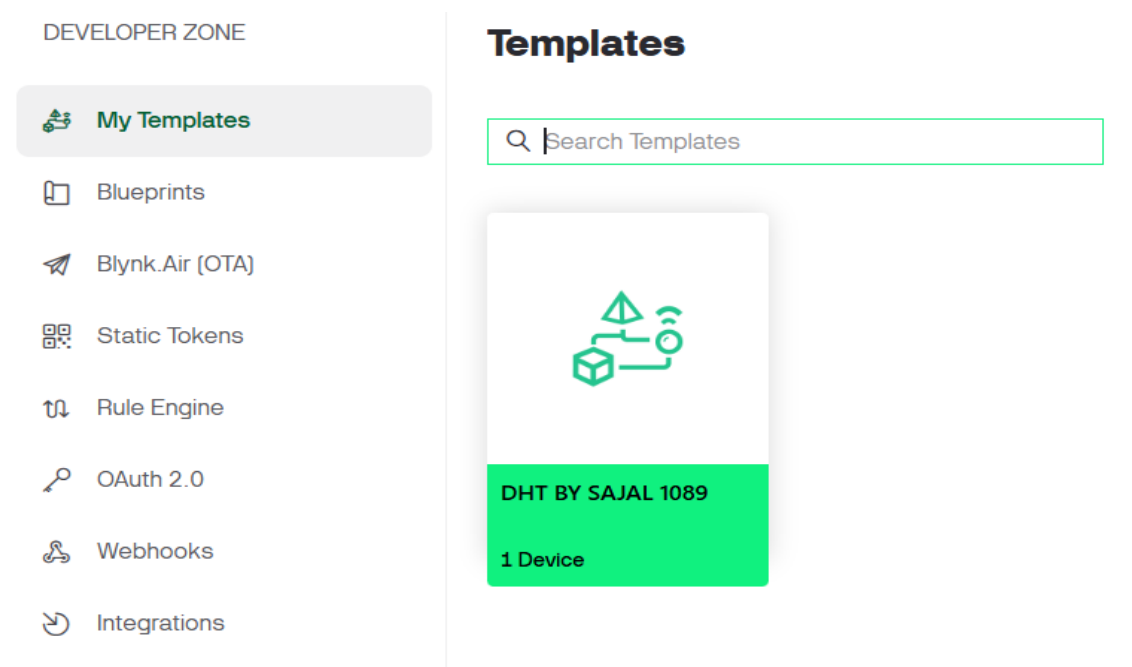 DEVELOPER ZONE
My Templates
Blueprints
Blynk.Air (OTA)
Static Tokens
Rule Engine
OAuth 2.0
Webhooks
Integrations
Templates
Search Templates
DHT BY SAJAL 1089
1 Device